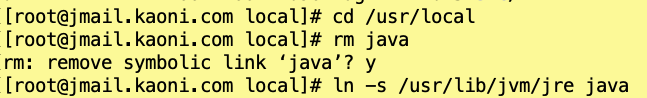 [root@jmail.kaoni.com local]# cd /usr/local
[root@jmail.kaoni.com local]# rm java
rm: remove symbolic link ‘java’? y
[root@jmail.kaoni.com local]# ln -s /usr/lib/jvm/jre java